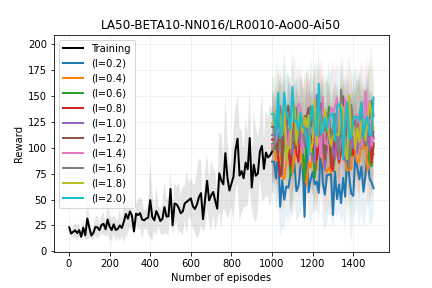 LA50-BETA10-NN016/LR0010-Ao00-Ai50
Training
(l=0.2)
(l=0.4)
(l=0.6)
(l=0.8)
(l=1.0)
(l=1.2)
(l=1.4)
(l=1.6)
(l=1.8)
(l=2.0)
Reward
200
175
150
125
100
75
50
25
0
0
200
400
600
800
1000
1200
1400
Number of episodes